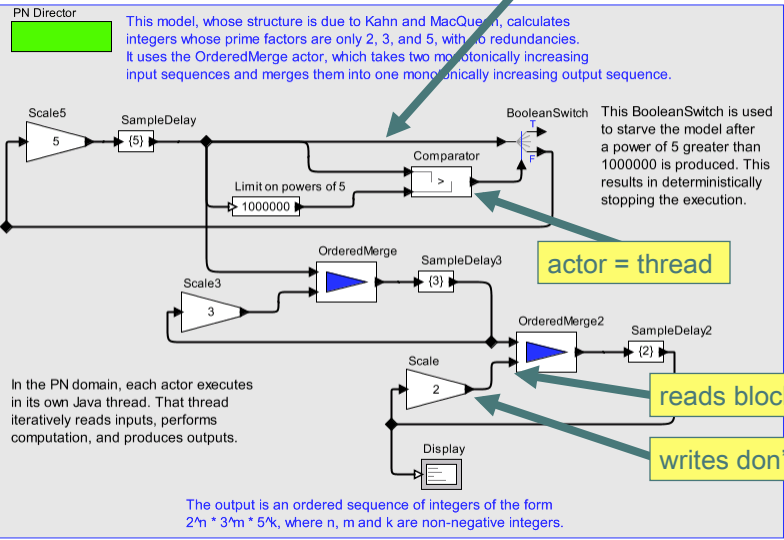 PN Director
This model, whose structure is due to Kahn and MacQueen, calculates
integers whose prime factors are only 2, 3, and 5, with no redundancies.
It uses the OrderedMerge actor, which takes two monotonically increasing
input sequences and merges them into one monotonically increasing output sequence.
Scale5
5
SampleDelay
{5}
BooleanSwitch
T
F
This BooleanSwitch is used
to starve the model after
a power of 5 greater than
1000000 is produced. This
results in deterministically
stopping the execution.
Comparator
>
Limit on powers of 5
1000000
actor = thread
OrderedMerge
SampleDelay3
{3}
Scale3
3
OrderedMerge2
SampleDelay2
{2}
Scale
2
In the PN domain, each actor executes
in its own Java thread. That thread
iteratively reads inputs, performs
computation, and produces outputs.
reads bloc
writes don'
Display
The output is an ordered sequence of integers of the form
2^n * 3^m * 5^k, where n, m and k are non-negative integers.